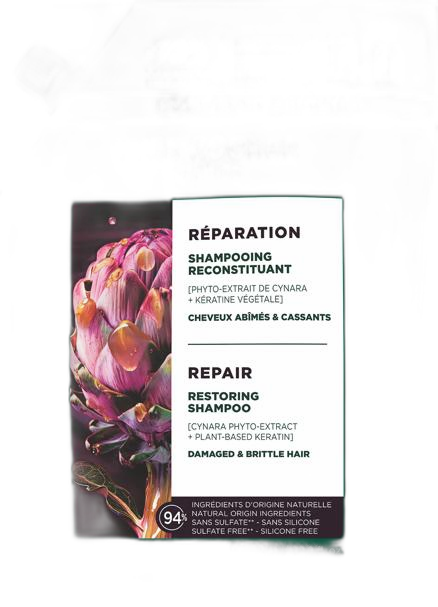 RÉPARATION
SHAMPOOING
RECONSTITUANT
[PHYTO-EXTRAIT DE CYNARA
+ KÉRATINE VÉGÉTALE]
CHEVEUX ABÎMÉS & CASSANTS
REPAIR
RESTORING
SHAMPOO
[CYNARA PHYTO-EXTRACT
+ PLANT-BASED KERATIN]
DAMAGED & BRITTLE HAIR
94%
INGRÉDIENTS D'ORIGINE NATURELLE
NATURAL ORIGIN INGREDIENTS
SANS SULFATE** - SANS SILICONE
SULFATE FREE** - SILICONE FREE